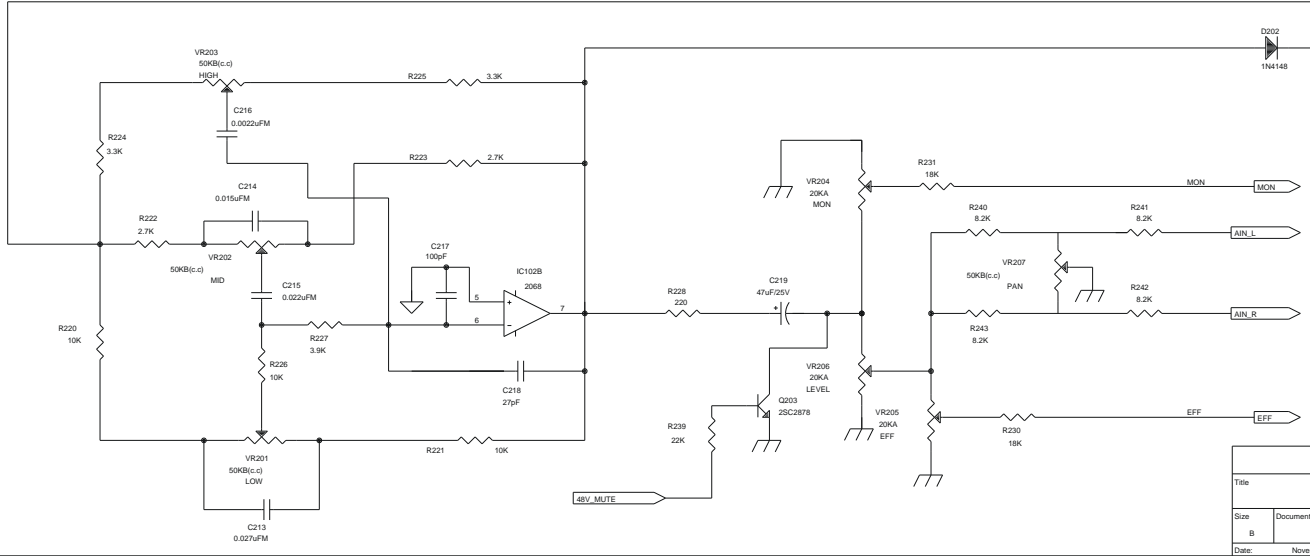 D202
1N4148
VR203
50KB(c.c)
HIGH
R225
3.3K
C216
0.0022uFM
R224
3.3K
R223
2.7K
R231
18K
VR204
20KA
MON
MON
MON
C214
0.015uFM
R222
2.7K
VR202
50KB(c.c)
MID
R240
8.2K
R241
8.2K
AIN_L
C217
100pF
IC102B
2068
VR207
50KB(c.c)
PAN
C215
0.022uFM
5
+
6
−
7
R228
220
C219
47uF/25V
+
R242
8.2K
AIN_R
R243
8.2K
R220
10K
R227
3.9K
R226
10K
C218
27pF
VR206
20KA
LEVEL
Q203
2SC2878
VR205
20KA
EFF
EFF
EFF
R230
18K
R239
22K
R221
10K
VR201
50KB(c.c)
LOW
C213
0.027uFM
48V_MUTE
Title
Size
Document
B
Date:
Nove